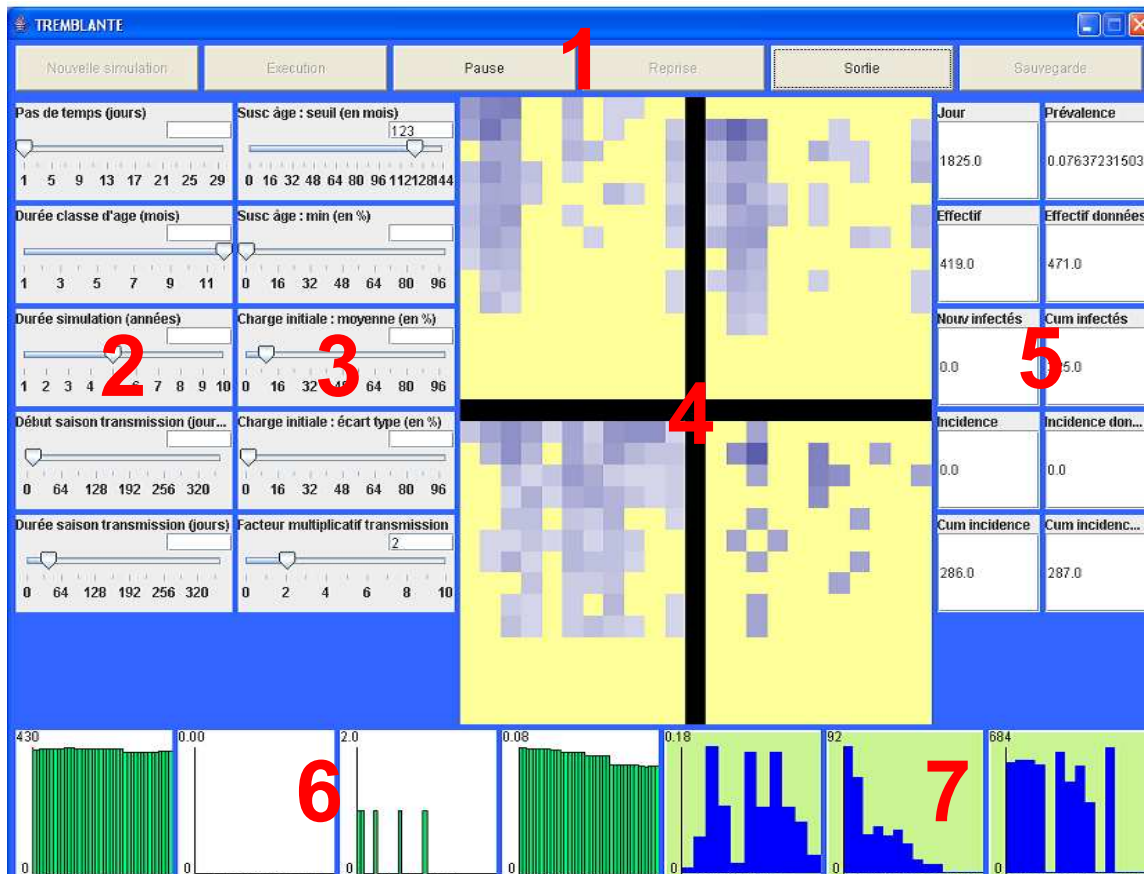 TREMBLANTE
1
Nouvelle simulation Execution Pause Reprise Sortie Sauvegarde
Pas de temps (jours)
1 5 9 13 17 21 25 29
Susc âge : seuil (en mois)
123
0 16 32 48 64 80 96 112128144
Durée classe d'age (mois)
1 3 5 7 9 11
Susc âge : min (en %)
0 16 32 48 64 80 96
Durée simulation (années)
2
1 2 3 4 6 7 8 9 10
Charge initiale : moyenne (en %)
3
0 16 32 48 64 80 96
Début saison transmission (jour...
0 64 128 192 256 320
Charge initiale : écart type (en %)
0 16 32 48 64 80 96
Durée saison transmission (jours)
0 64 128 192 256 320
Facteur multiplicatif transmission
2
0 2 4 6 8 10
4
Jour
1825.0
Prévalence
0.07637231503
Effectif
419.0
Effectif données
471.0
Nouv infectés
0.0
Cum infectés
5
Incidence
0.0
Incidence don...
0.0
Cum incidence
286.0
Cum incidenc...
287.0
430 0.00 2.0 0.08 0.18 92 684
6 7
0 0 0 0 0 0 0